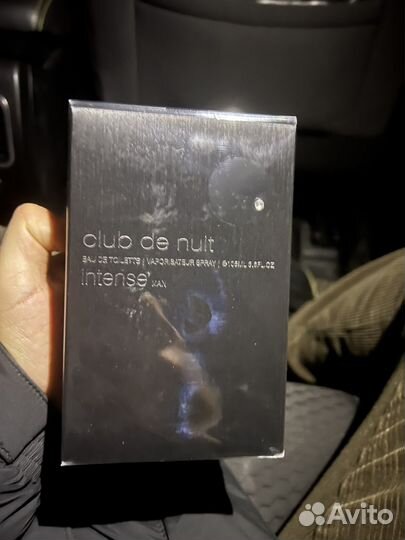 club de nuit
EAU DE TOILETTE | VAPORISATEUR SPRAY | ℮105ML 3.6FL.OZ
intense MAN
Avito